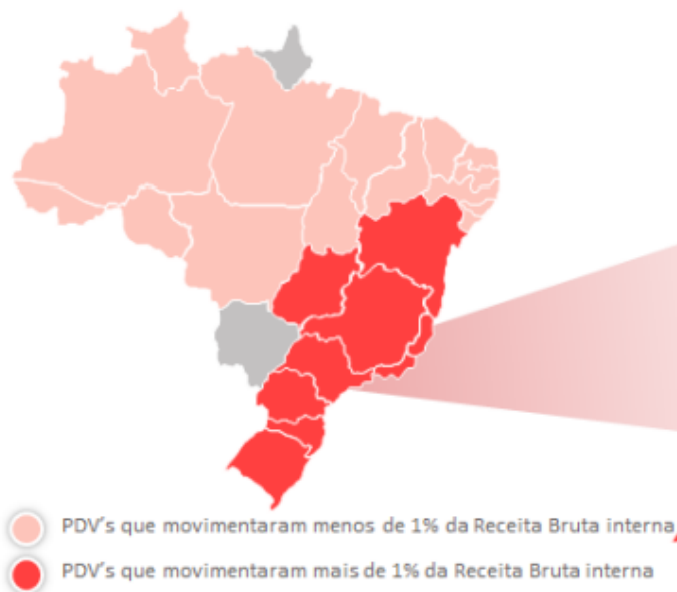 PDV's que movimentaram menos de 1% da Receita Bruta interna
PDV's que movimentaram mais de 1% da Receita Bruta interna